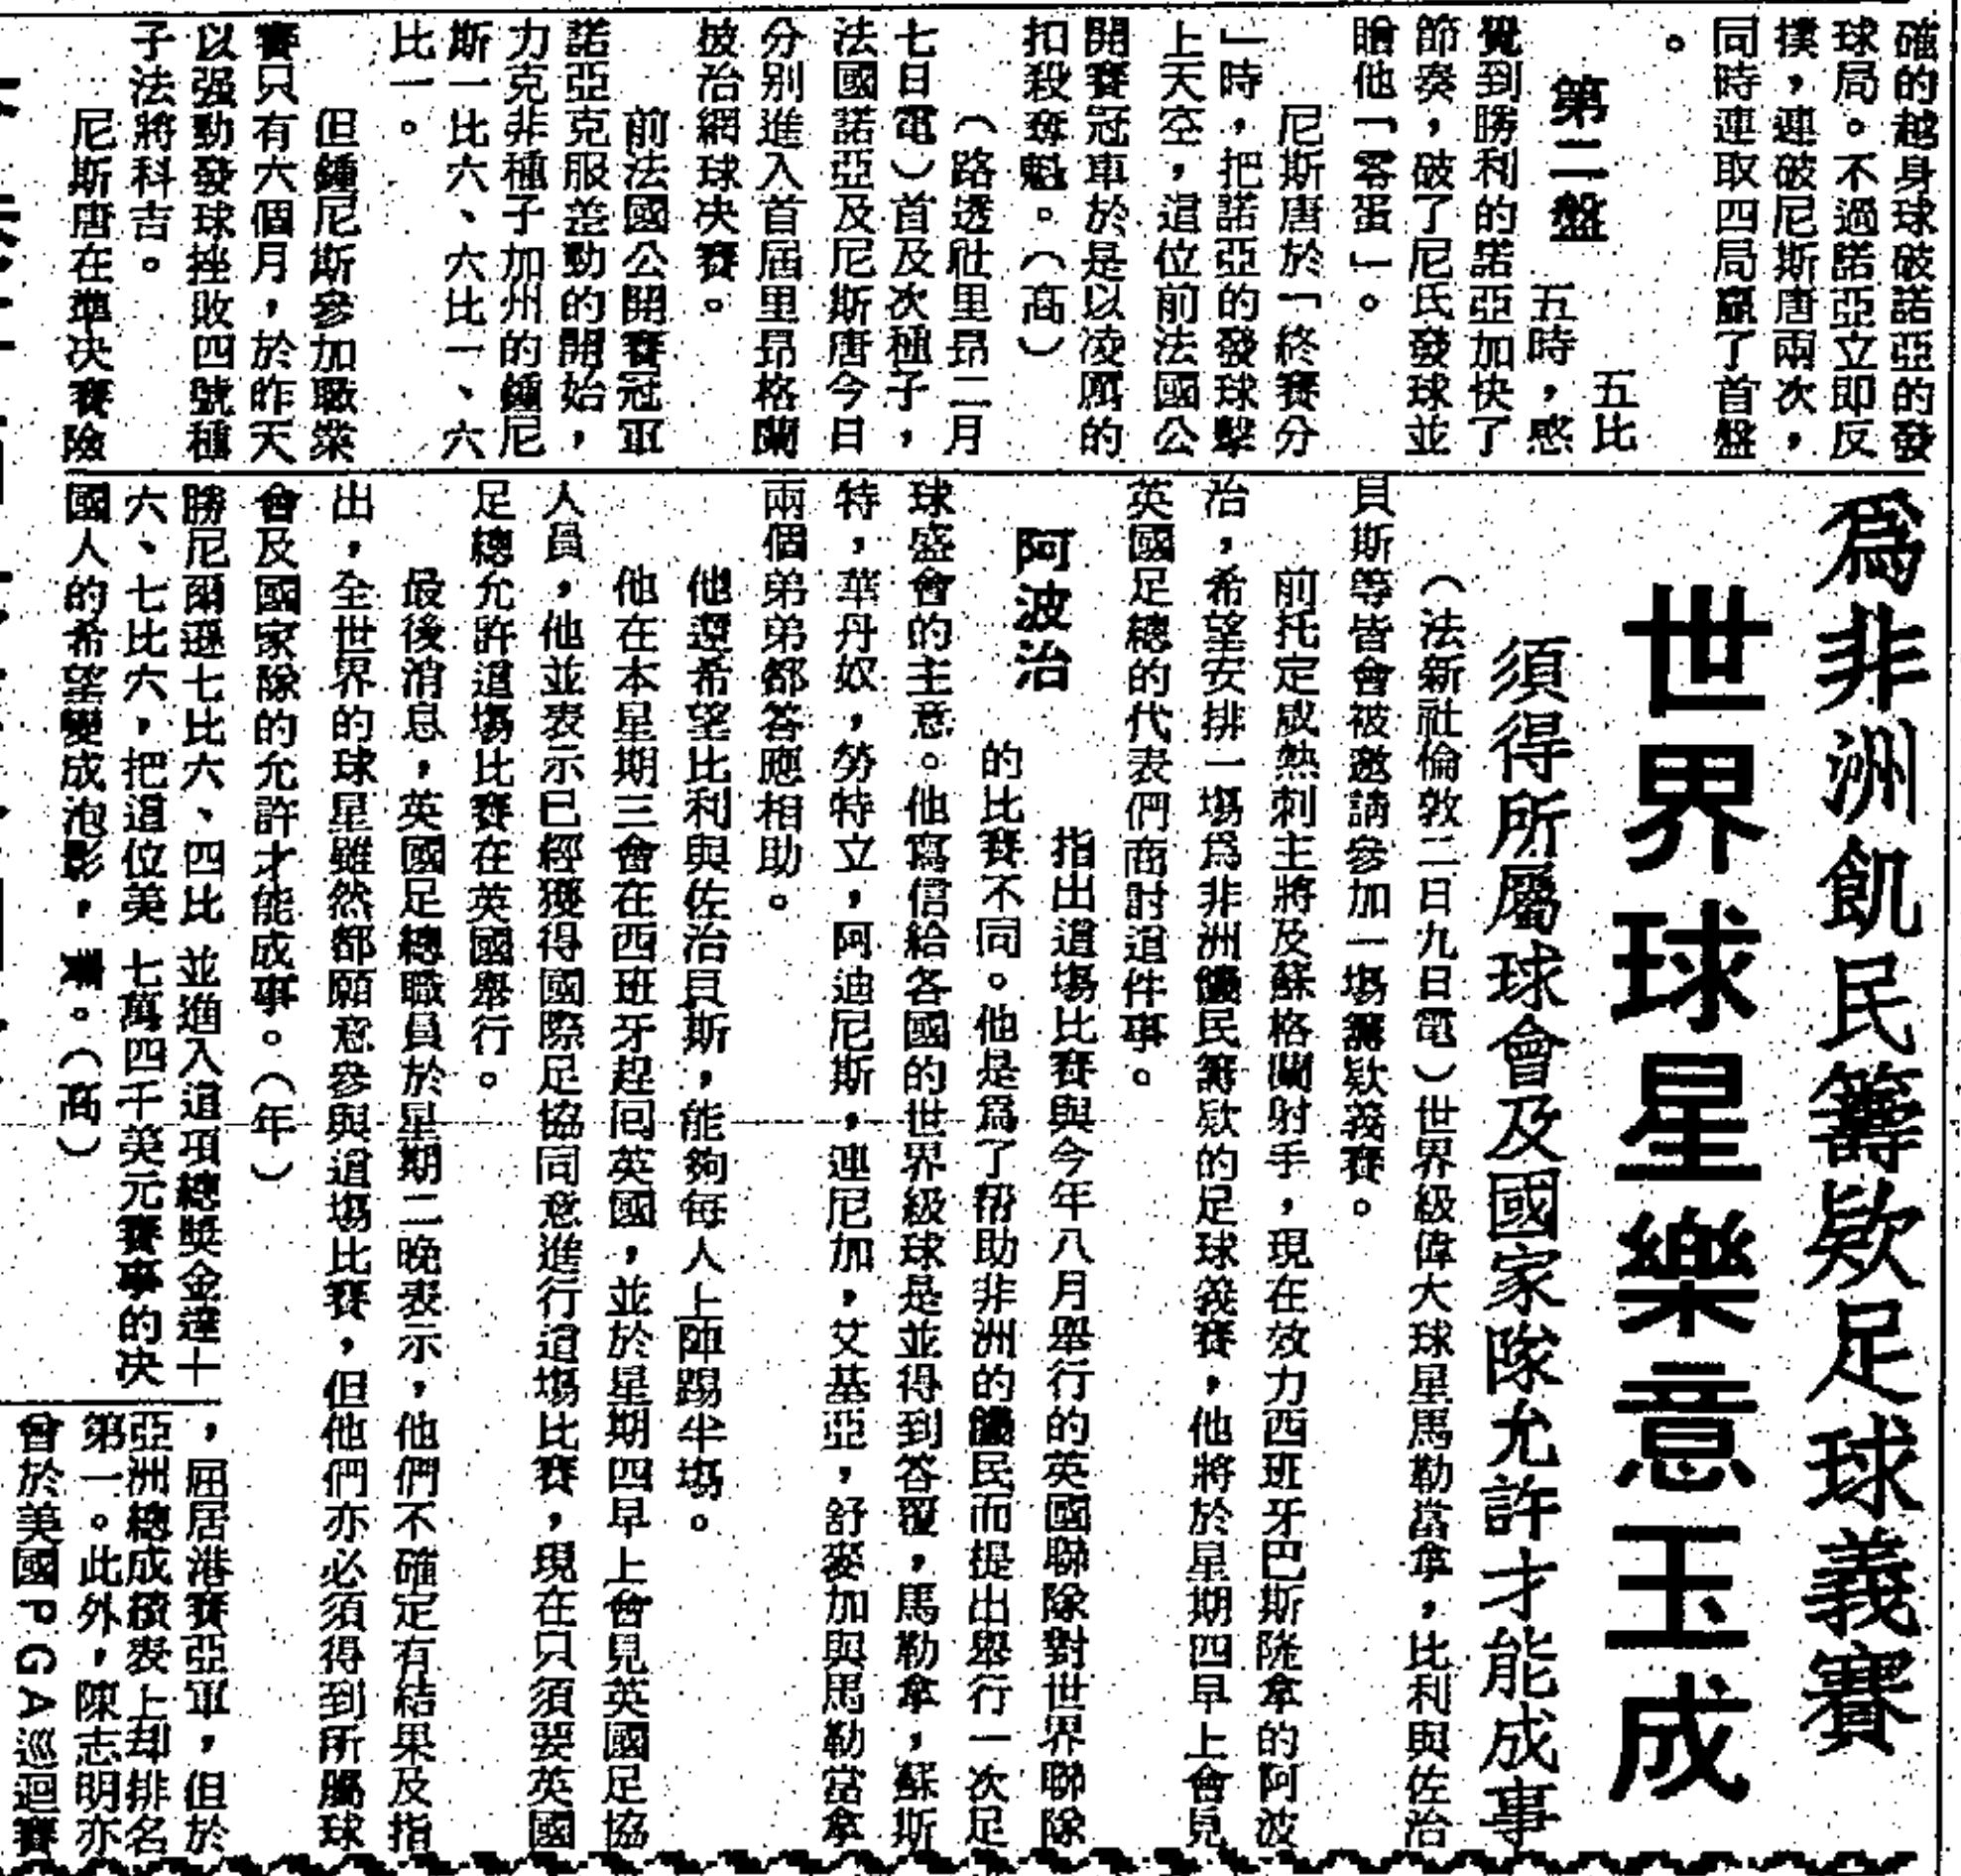 確的越身球破諾亞的發
球局。不過諾亞立即反
撲，連破尼斯唐兩次，
同時連取四局贏了首盤
。
第二盤
五比
五時，感
覺到勝利的諾亞加快了
節奏，破了尼氏發球並
贈他「零蛋」。
尼斯唐於「終賽分
」時，把諾亞的發球擊
上天空，這位前法國公
開賽冠車於是以凌厲的
扣殺奪魁。（高）
（路透社里昂二月
七日電）首及次種子，
法國諾亞及尼斯唐今日
分别進入首屆里昂格蘭
披治網球决賽。
前法國公開賽冠軍
諾亞克服差勁的開始，
力克非種子加州的鍾尼
斯一比六、六比一、六
比一。
但鍾尼斯參加職業
賽只有六個月，於昨天
以强勁發球挫敗四號種
子法將科吉。
尼斯唐在準决賽險
勝尼爾遜七比六、四比
六、七比六，把這位美
國人的希望變成泡影，
並進入這項總獎金達十
七萬四千美元賽事的决
賽。（高）
爲非洲飢民籌欵足球義賽
世界球星樂意玉成
須得所屬球會及國家隊允許才能成事
（法新社倫敦二日九日電）世界級偉大球星馬勒當拿，比利與佐治
貝斯等皆會被邀請參加一塲籌欵義賽。
前托定咸熱刺主將及蘇格蘭射手，現在效力西班牙巴斯隆拿的阿波
治，希望安排一塲爲非洲饑民籌欵的足球義賽，他將於星期四早上會見
英國足總的代表們商討這件事。
阿波治
指出這塲比賽與今年八月舉行的英國聯隊對世界聯隊
的比賽不同。他是爲了帮助非洲的饑民而提出舉行一次足
球盛會的主意。他寫信給各國的世界級球是並得到答覆，馬勒拿，蘇斯
特，華丹奴，勞特立，阿迪尼斯，連尼加，艾基亞，舒麥加與馬勒當拿
兩個弟弟都答應相助。
他還希望比利與佐治貝斯，能夠每人上陣踢半塲。
他在本星期三會在西班牙起回英國，並於星期四早上會見英國足協
人員，他並表示已經獲得國際足協同意進行這塲比賽，現在只須要英國
足總允許這塲比賽在英國舉行。
最後消息，英國足總職員於星期二晚表示，他們不確定有結果及指
出，全世界的球星雖然都願意參與這塲比賽，但他們亦必須得到所屬球
會及國家隊的允許才能成事。（年）
，屈居港賽亞軍，但於
亞洲總成績表上却排名
第一。此外，陳志明亦
會於美國PGA巡迴賽